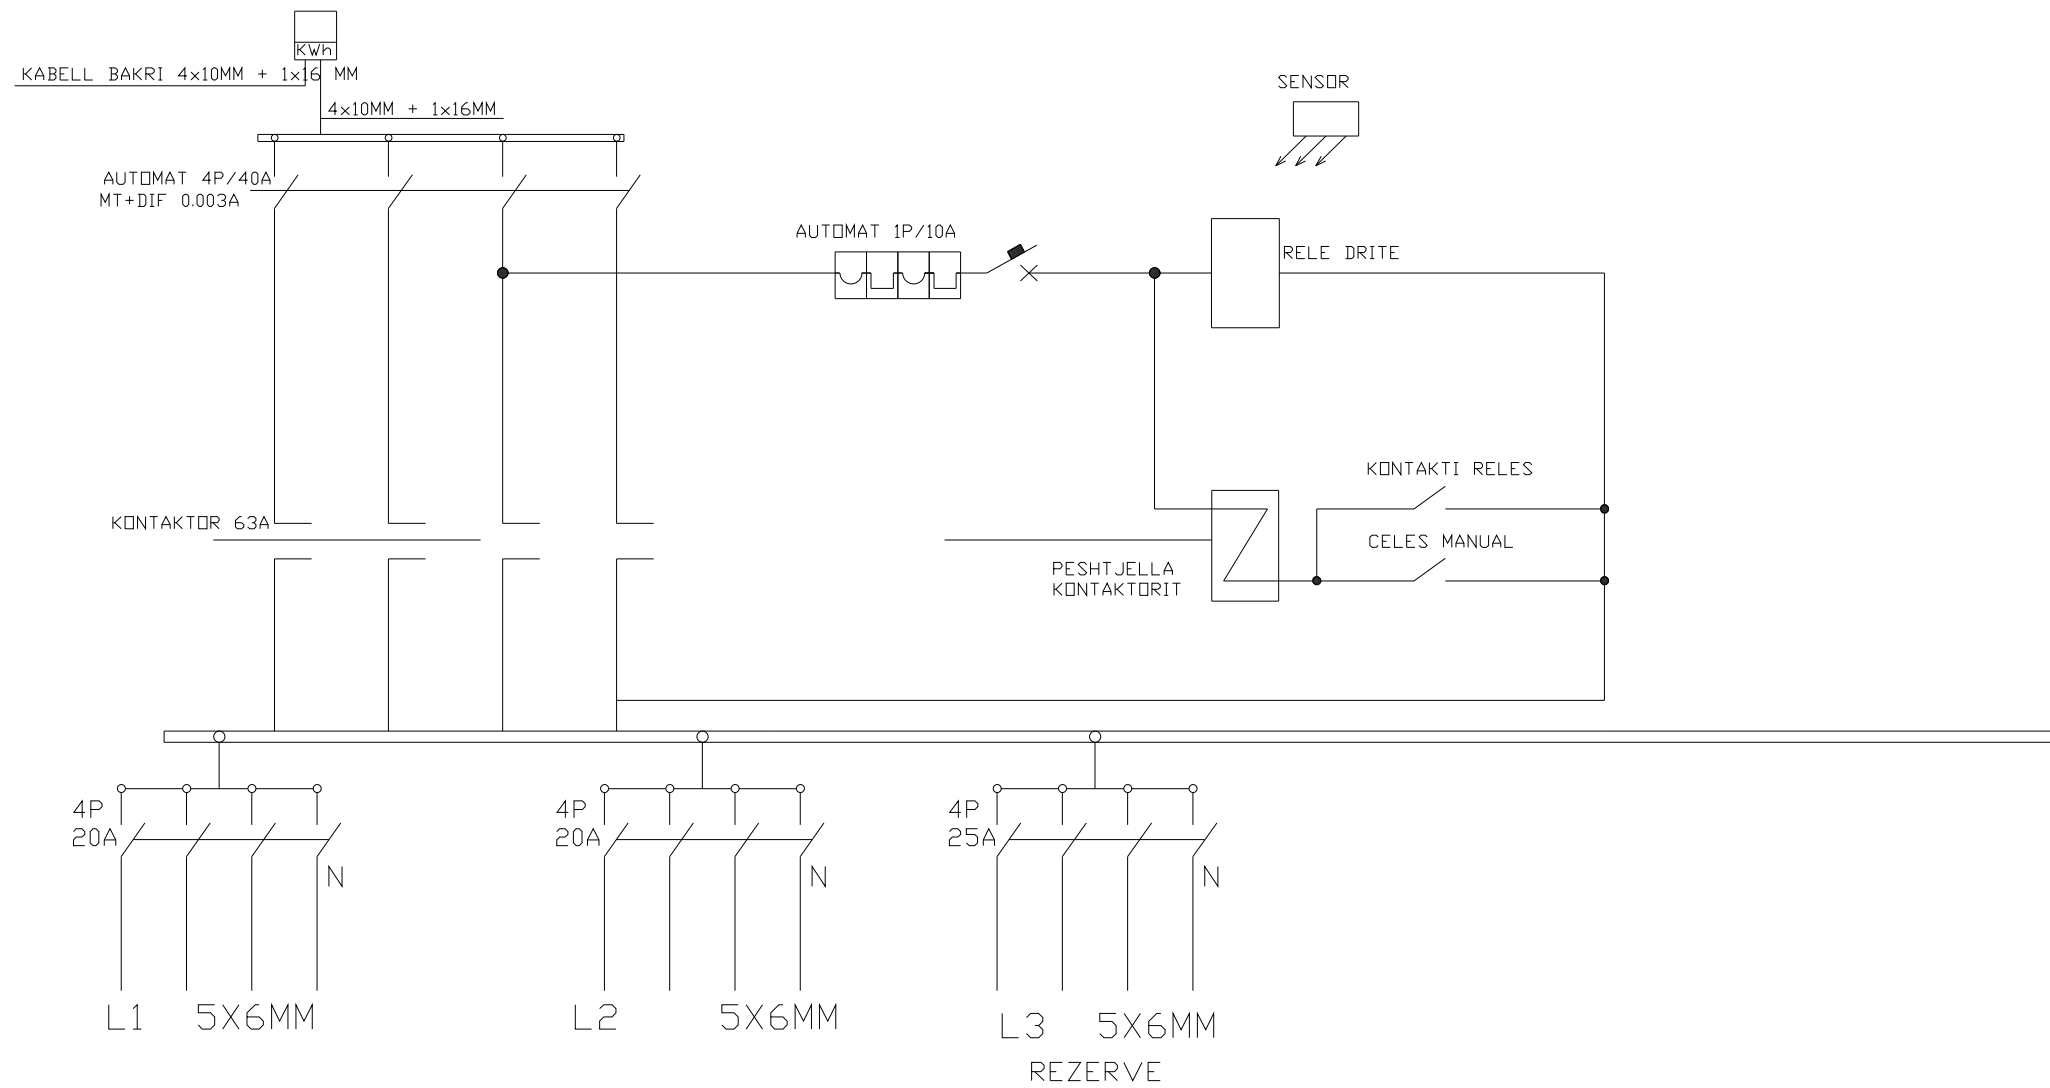 KWh
KABELL BAKRI 4x10MM + 1x16 MM
4x10MM + 1x16MM
SENSOR
AUTOMAT 4P/40A
MT+DIF 0.003A
AUTOMAT 1P/10A
RELE DRITE
KONTAKTI RELES
KONTAKTOR 63A
CELES MANUAL
PESHTJELLA
KONTAKTORIT
4P
20A
N
4P
20A
N
4P
25A
N
L1 5X6MM
L2 5X6MM
L3 5X6MM
REZERVE